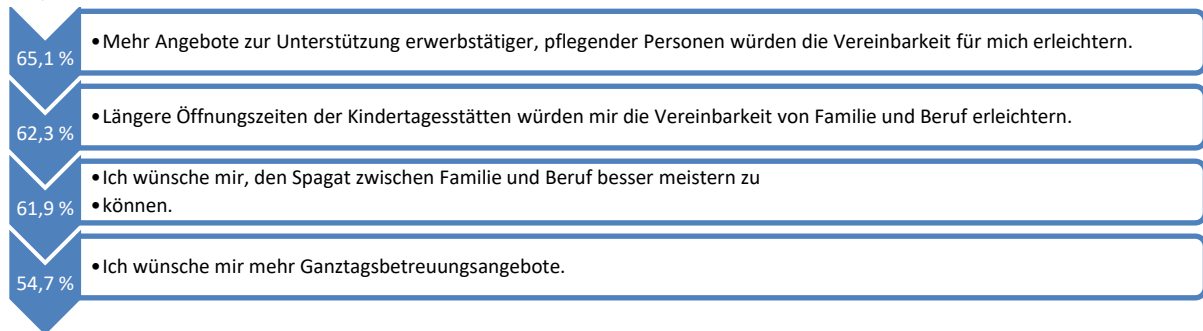 65,1 %
•Mehr Angebote zur Unterstützung erwerbstätiger, pflegender Personen würden die Vereinbarkeit für mich erleichtern.
62,3 %
•Längere Öffnungszeiten der Kindertagesstätten würden mir die Vereinbarkeit von Familie und Beruf erleichtern.
61,9 %
•Ich wünsche mir, den Spagat zwischen Familie und Beruf besser meistern zu
•können.
54,7 %
•Ich wünsche mir mehr Ganztagsbetreuungsangebote.